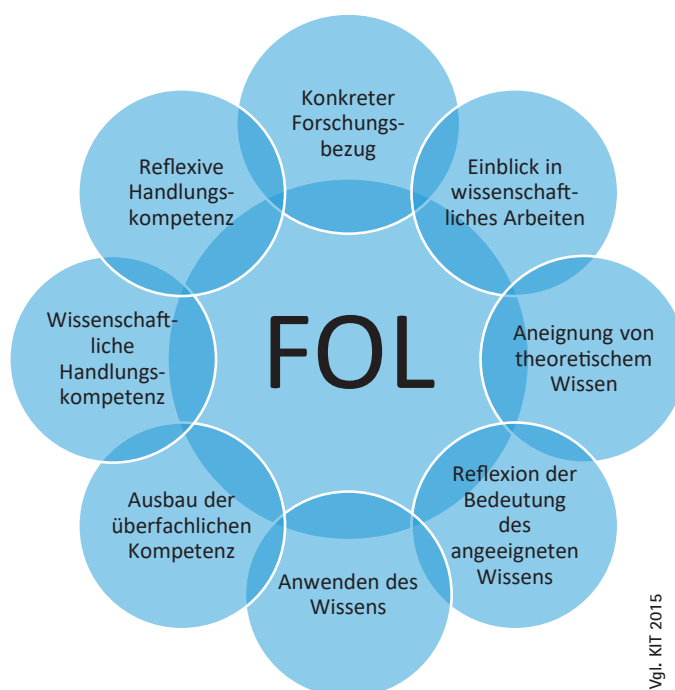 Konkreter
Forschungs-
bezug
Einblick in
wissenschaft-
liches Arbeiten
Aneignung von
theoretischem
Wissen
Reflexion der
Bedeutung
des
angeeigneten
Wissens
Anwenden des
Wissens
Ausbau der
überfachlichen
Kompetenz
Wissenschaft-
liche
Handlungs-
kompetenz
Reflexive
Handlungs-
kompetenz
FOL
Vgl. KIT 2015